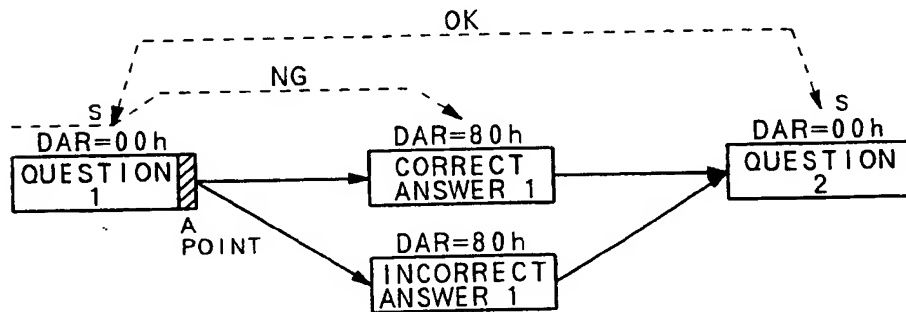 OK
NG
S
S
DAR=00h
DAR=80h
DAR=00h
QUESTION
1
CORRECT
ANSWER 1
QUESTION
2
A
POINT
DAR=80h
INCORRECT
ANSWER 1